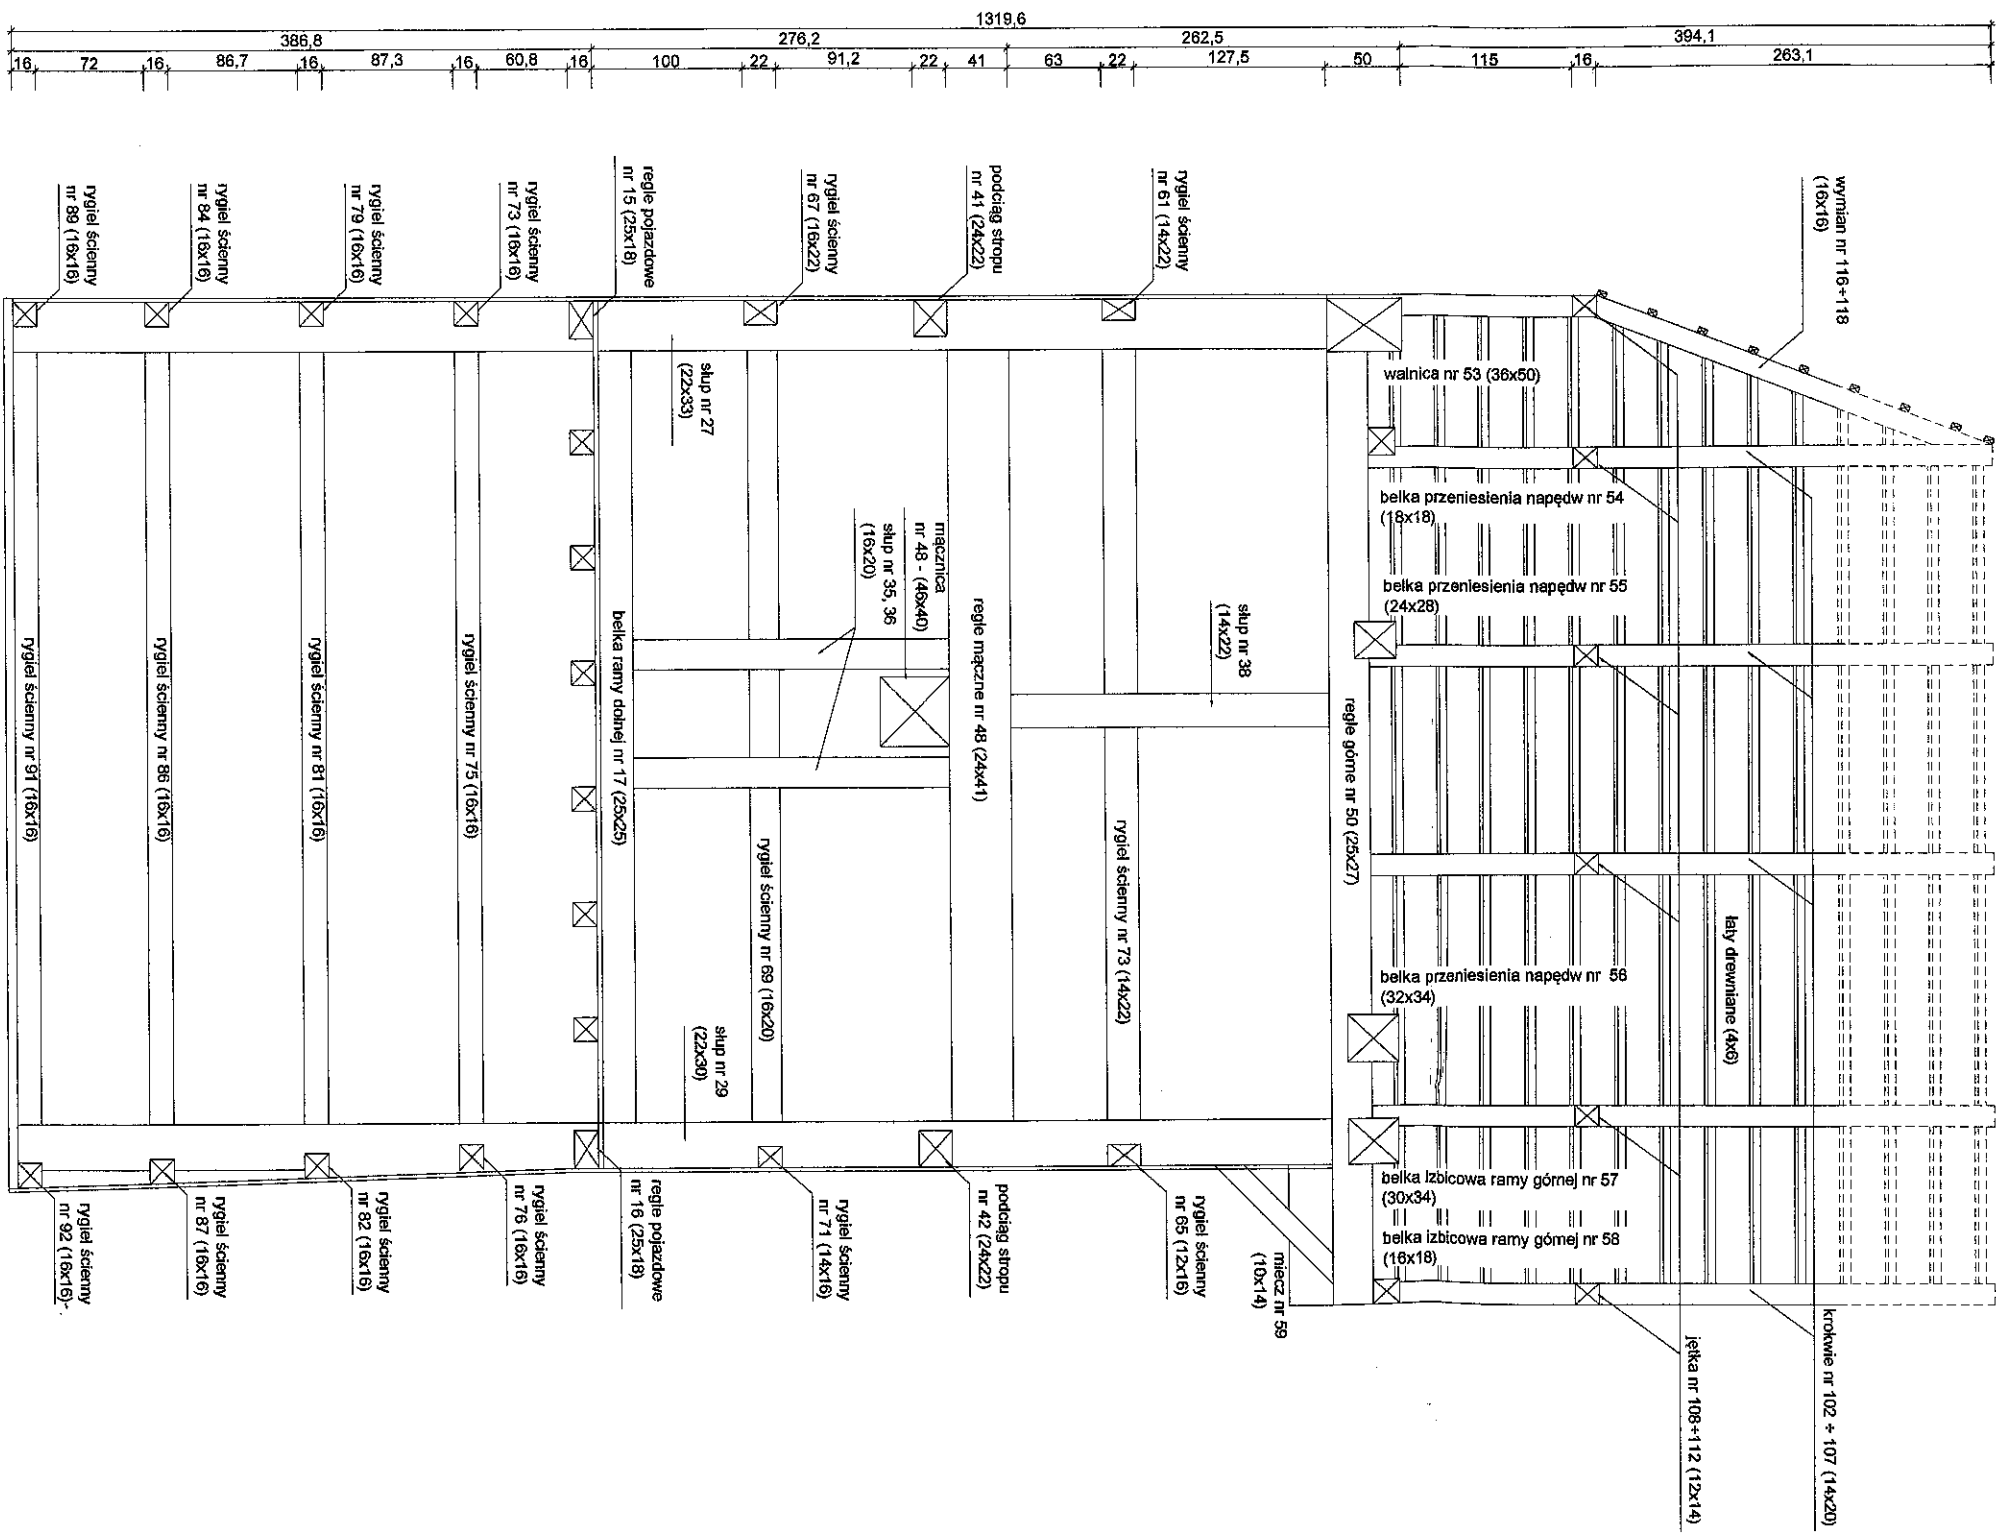 1319,6
386,8 276,2 262,5 394,1
16 72 16 86,7 16 87,3 16 60,8 16 100 22 91,2 22 41 63 22 127,5 50 115 16 263,1
rygiel ścienny
nr 89 (16x16)
rygiel ścienny
nr 84 (16x16)
rygiel ścienny
nr 79 (16x16)
rygiel ścienny
nr 73 (16x16)
regle pojazdowe
nr 15 (25x18)
rygiel ścienny
nr 67 (16x22)
podciąg stropu
nr 41 (24x22)
rygiel ścienny
nr 61 (14x22)
wymian nr 116÷118
(16x16)
słup nr 27
(22x33)
walnica nr 53 (36x50)
belka przeniesienia napędw nr 54
(18x18)
belka przeniesienia napędw nr 55
(24x28)
mącznica
nr 48 - (46x40)
słup nr 35, 36
(16x20)
słup nr 38
(14x22)
rygiel ścienny nr 91 (16x16)
rygiel ścienny nr 86 (16x16)
rygiel ścienny nr 81 (16x16)
rygiel ścienny nr 75 (16x16)
belka ramy dolnej nr 17 (25x25)
regle mączne nr 48 (24x41)
regle górne nr 50 (25x27)
rygiel ścienny nr 69 (16x20)
rygiel ścienny nr 73 (14x22)
łaty drewniane (4x6)
belka przeniesienia napędw nr 56
(32x34)
słup nr 29
(22x30)
belka izbicowa ramy górnej nr 57
(30x34)
belka izbicowa ramy górnej nr 58
(16x18)
rygiel ścienny
nr 92 (16x16)-
rygiel ścienny
nr 87 (16x16)
rygiel ścienny
nr 82 (16x16)
rygiel ścienny
nr 76 (16x16)
regle pojazdowe
nr 16 (25x18)
rygiel ścienny
nr 71 (14x16)
podciąg stropu
nr 42 (24x22)
rygiel ścienny
nr 65 (12x16)
miecz nr 59
(10x14)
jętka nr 108÷112 (12x14)
krokwie nr 102 ÷ 107 (14x20)